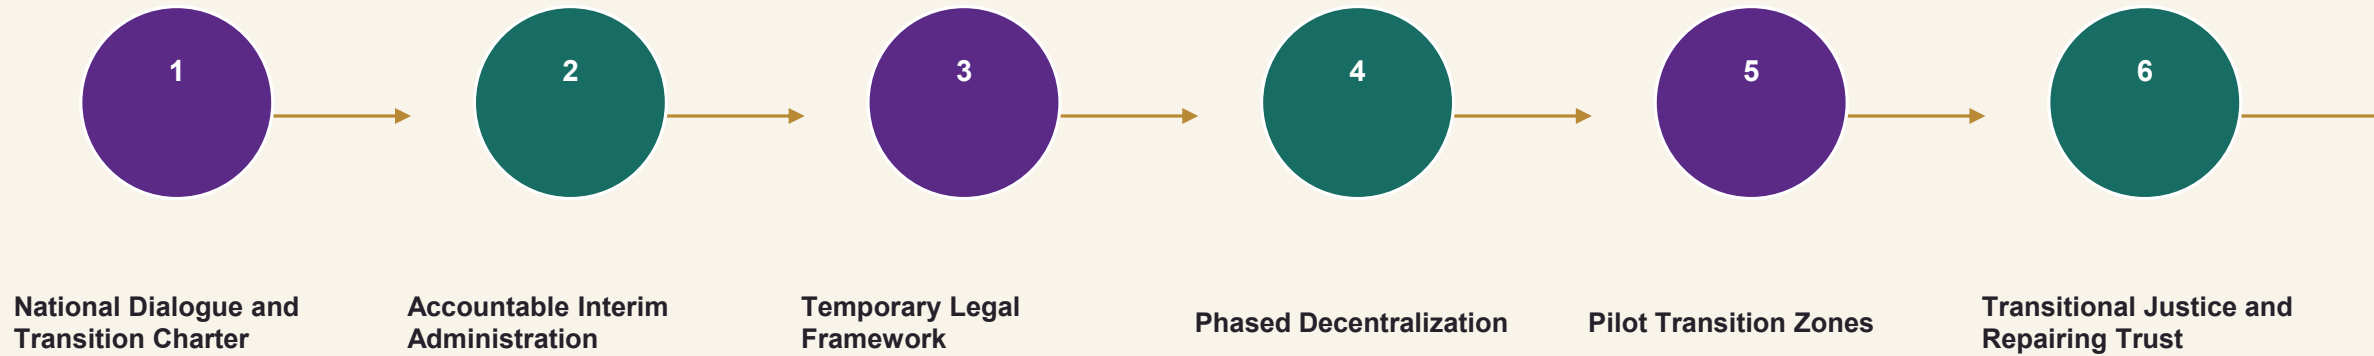 1
2
3
4
5
6
National Dialogue and
Transition Charter
Accountable Interim
Administration
Temporary Legal
Framework
Phased Decentralization
Pilot Transition Zones
Transitional Justice and
Repairing Trust